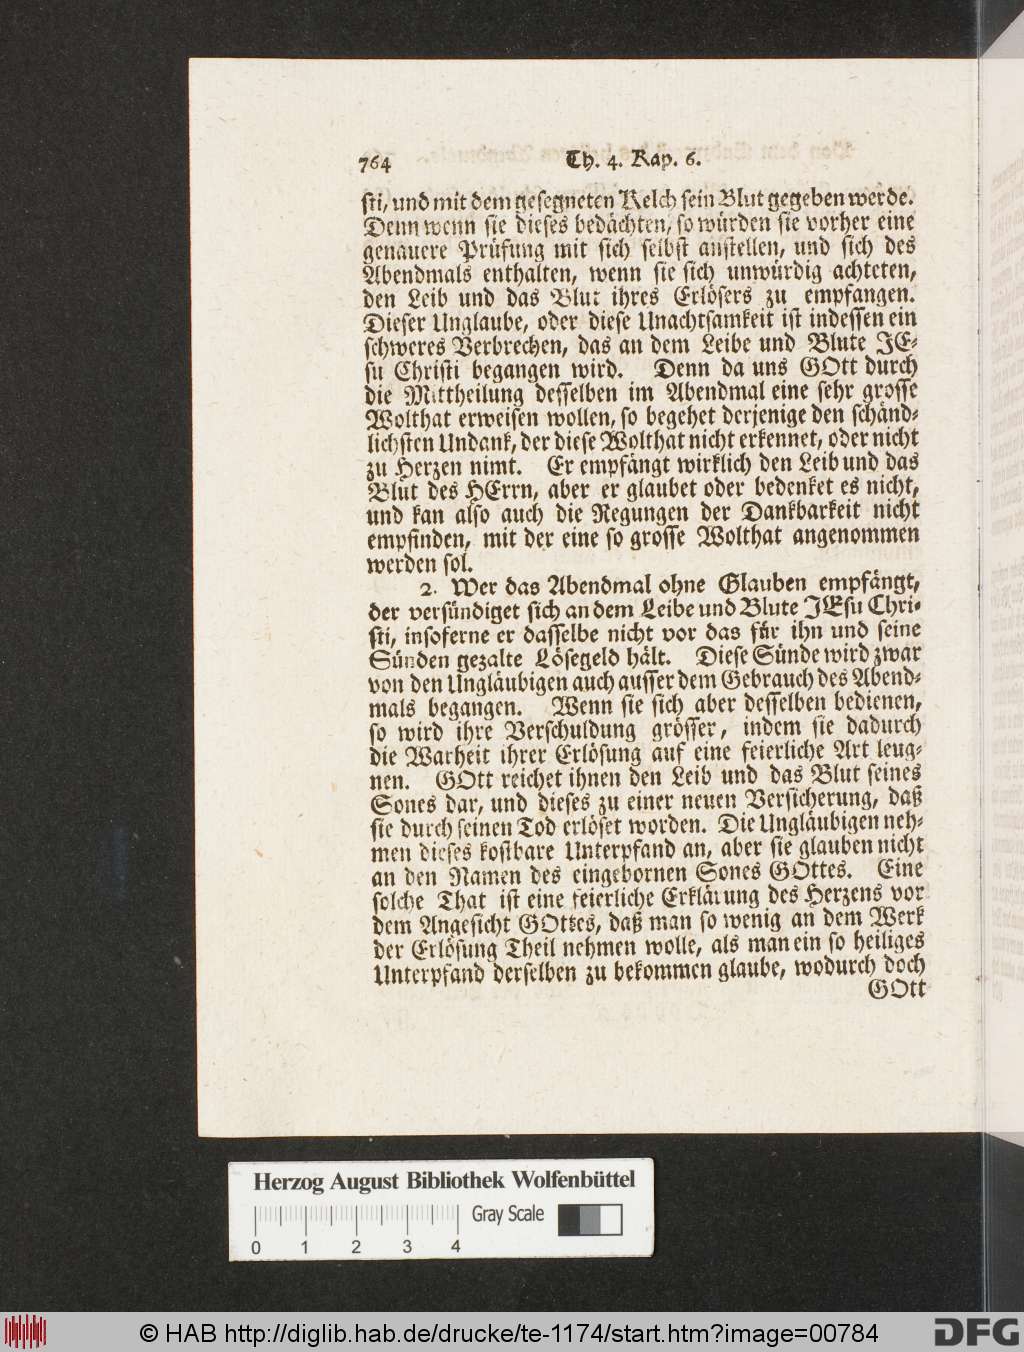 764 Th. 4. Kap. 6.
sti, und mit dem gesegneten Kelch sein Blut gegeben werde.
Denn wenn sie dieses bedächten, so würden sie vorher eine
genauere Prüfung mit sich selbst anstellen, und sich des
Abendmals enthalten, wenn sie sich unwürdig achteten,
den Leib und das Blut ihres Erlösers zu empfangen.
Dieser Unglaube, oder diese Unachtsamkeit ist indessen ein
schweres Verbrechen, das an dem Leibe und Blute JE-
su Christi begangen wird. Denn da uns GOtt durch
die Mittheilung desselben im Abendmal eine sehr grosse
Wolthat erweisen wollen, so begehet derjenige den schänd-
lichsten Undank, der diese Wolthat nicht erkennet, oder nicht
zu Herzen nimt. Er empfängt wirklich den Leib und das
Blut des HErrn, aber er glaubet oder bedenket es nicht,
und kan also auch die Regungen der Dankbarkeit nicht
empfinden, mit der eine so grosse Wolthat angenommen
werden sol.
2. Wer das Abendmal ohne Glauben empfängt,
der versündiget sich an dem Leibe und Blute JEsu Chri-
sti, insoferne er dasselbe nicht vor das für ihn und seine
Sünden gezalte Lösegeld hält. Diese Sünde wird zwar
von den Ungläubigen auch ausser dem Gebrauch des Abend-
mals begangen. Wenn sie sich aber desselben bedienen,
so wird ihre Verschuldung grösser, indem sie dadurch
die Warheit ihrer Erlösung auf eine feierliche Art leug-
nen. GOtt reichet ihnen den Leib und das Blut seines
Sones dar, und dieses zu einer neuen Versicherung, daß
sie durch seinen Tod erlöset worden. Die Ungläubigen neh-
men dieses kostbare Unterpfand an, aber sie glauben nicht
an den Namen des eingebornen Sones GOttes. Eine
solche That ist eine feierliche Erklärung des Herzens vor
dem Angesicht GOttes, daß man so wenig an dem Werk
der Erlösung Theil nehmen wolle, als man ein so heiliges
Unterpfand derselben zu bekommen glaube, wodurch doch
GOtt
Herzog August Bibliothek Wolfenbüttel
Gray Scale
0 1 2 3 4
© HAB http://diglib.hab.de/drucke/te-1174/start.htm?image=00784
DFG